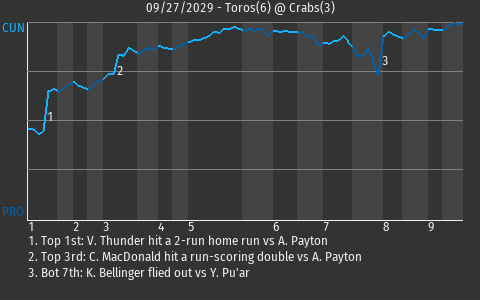 09/27/2029 - Toros(6) @ Crabs(3)
CUN
2
3
1
PRO
1 2 3 4 5 6 7 8 9
1. Top 1st: V. Thunder hit a 2-run home run vs A. Payton
2. Top 3rd: C. MacDonald hit a run-scoring double vs A. Payton
3. Bot 7th: K. Bellinger flied out vs Y. Pu'ar